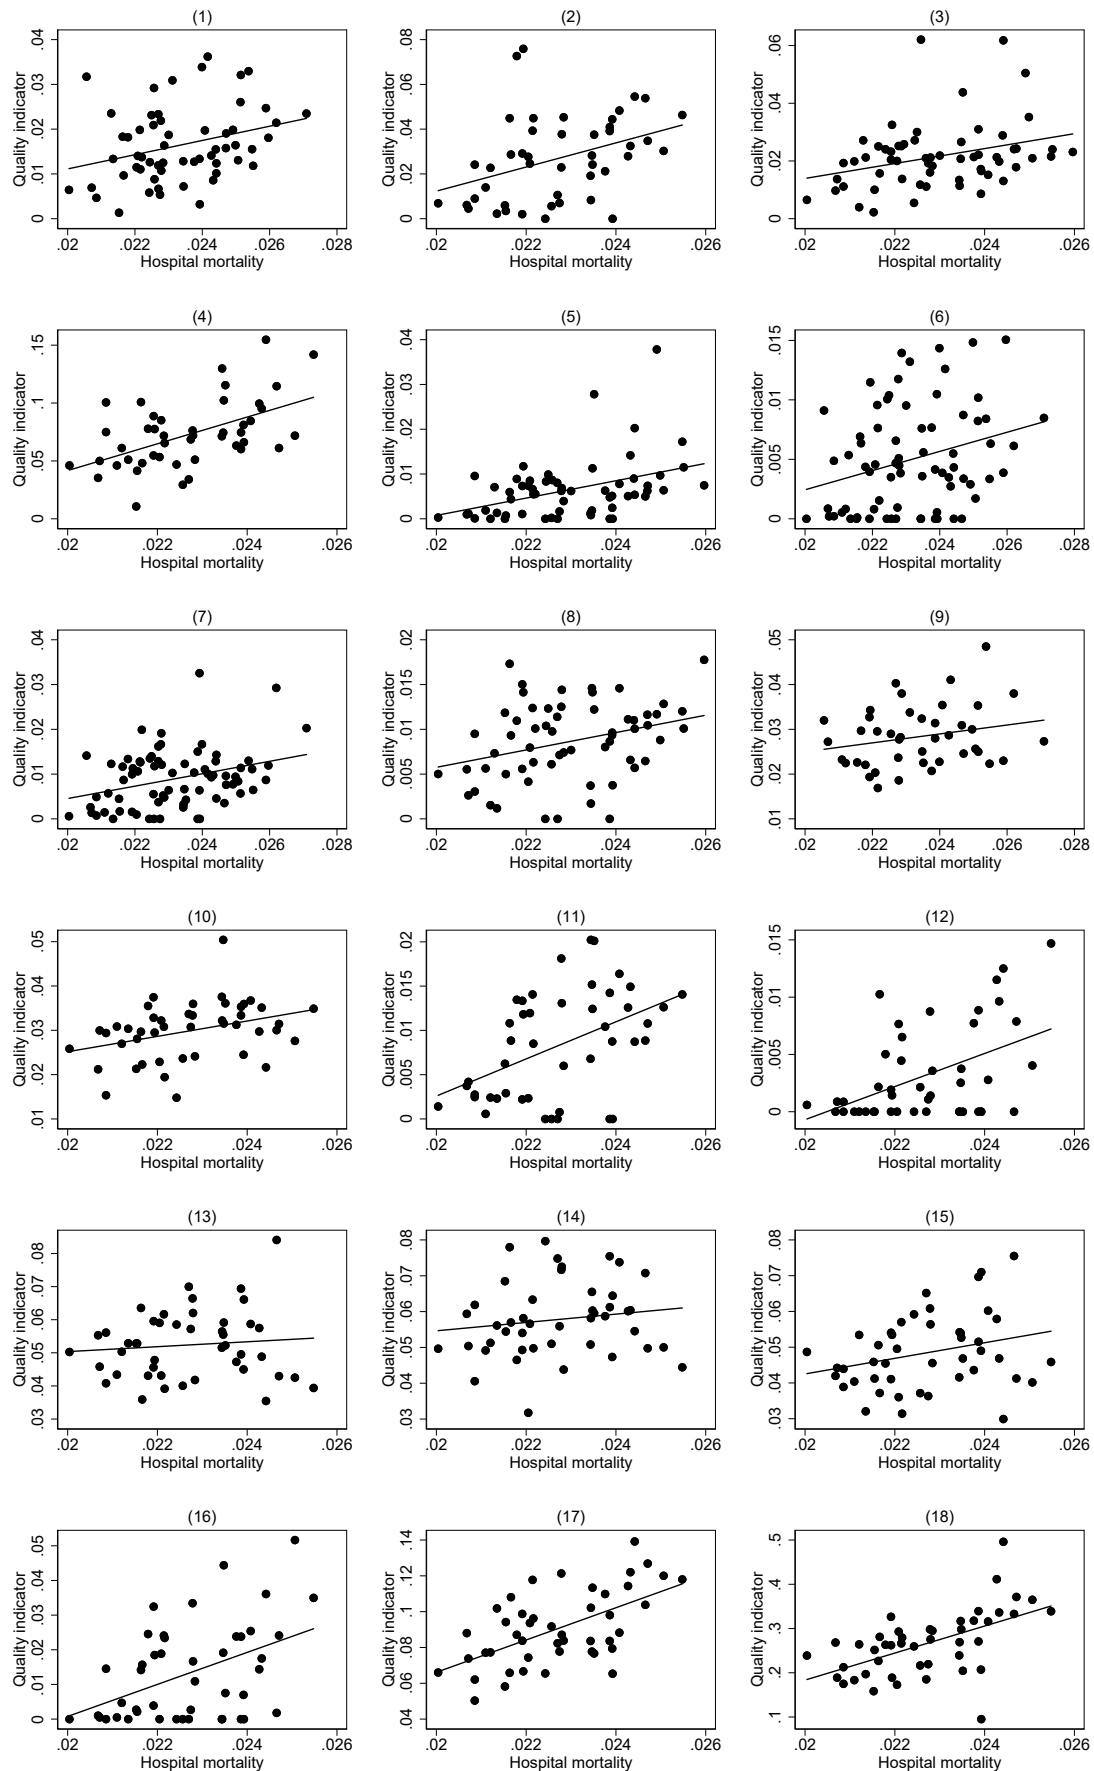 (1)
Quality indicator
.04
.03
.02
.01
0
.02 .022 .024 .026 .028
Hospital mortality
(2)
Quality indicator
.08
.06
.04
.02
0
.02 .022 .024 .026
Hospital mortality
(3)
Quality indicator
.06
.04
.02
0
.02 .022 .024 .026
Hospital mortality
(4)
Quality indicator
.15
.1
.05
0
.02 .022 .024 .026
Hospital mortality
(5)
Quality indicator
.04
.03
.02
.01
0
.02 .022 .024 .026
Hospital mortality
(6)
Quality indicator
.015
.01
.005
0
.02 .022 .024 .026 .028
Hospital mortality
(7)
Quality indicator
.04
.03
.02
.01
0
.02 .022 .024 .026 .028
Hospital mortality
(8)
Quality indicator
.02
.015
.01
.005
0
.02 .022 .024 .026
Hospital mortality
(9)
Quality indicator
.05
.04
.03
.02
.01
.02 .022 .024 .026 .028
Hospital mortality
(10)
Quality indicator
.05
.04
.03
.02
.01
.02 .022 .024 .026
Hospital mortality
(11)
Quality indicator
.02
.015
.01
.005
0
.02 .022 .024 .026
Hospital mortality
(12)
Quality indicator
.015
.01
.005
0
.02 .022 .024 .026
Hospital mortality
(13)
Quality indicator
.08
.07
.06
.05
.04
.03
.02 .022 .024 .026
Hospital mortality
(14)
Quality indicator
.08
.07
.06
.05
.04
.03
.02 .022 .024 .026
Hospital mortality
(15)
Quality indicator
.08
.07
.06
.05
.04
.03
.02 .022 .024 .026
Hospital mortality
(16)
Quality indicator
.05
.04
.03
.02
.01
0
.02 .022 .024 .026
Hospital mortality
(17)
Quality indicator
.14
.12
.1
.08
.06
.04
.02 .022 .024 .026
Hospital mortality
(18)
Quality indicator
.5
.4
.3
.2
.1
.02 .022 .024 .026
Hospital mortality